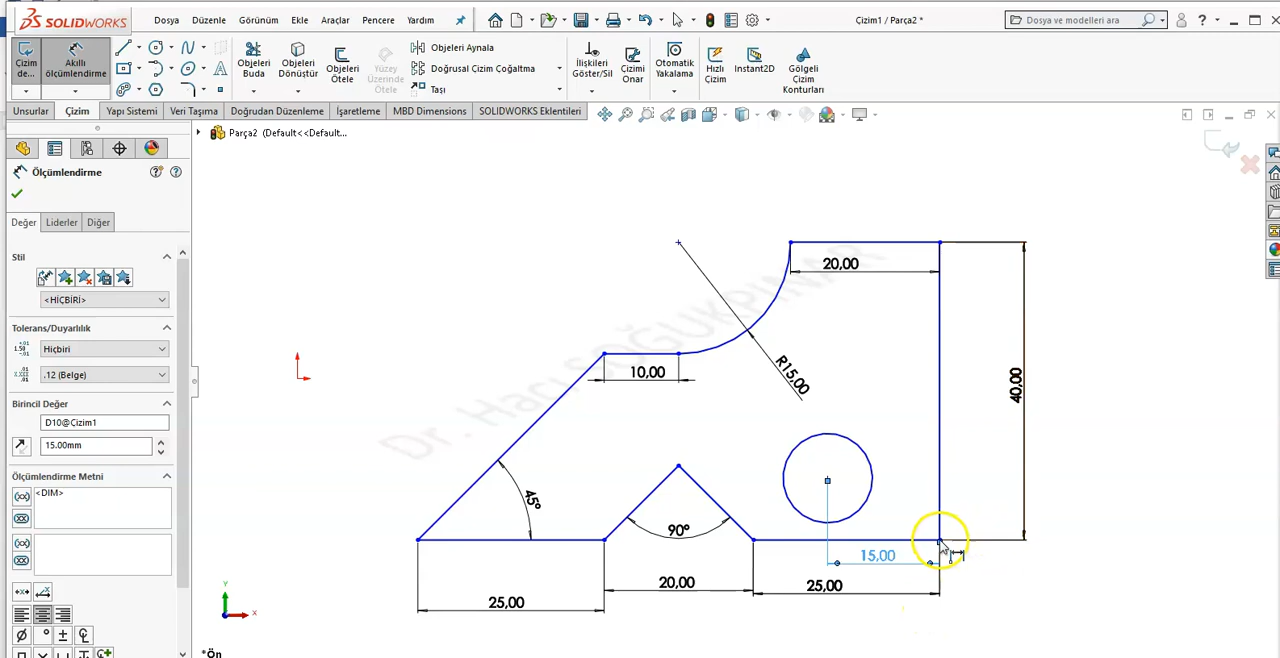 SOLIDWORKS
Dosya Düzenle Görünüm Ekle Araçlar Pencere Yardım
Çizim1 / Parça2 *
Dosya ve modelleri ara
Çizim de...
Akıllı ölçümlendirme
Objeleri Buda
Objeleri Dönüştür
Objeleri Ötele
Yüzey Üzerinde Ötele
Objeleri Aynala
Doğrusal Çizim Çoğaltma
Taşı
İlişkileri Göster/Sil
Çizimi Onar
Otomatik Yakalama
Hızlı Çizim
Instant2D
Gölgeli Çizim Konturları
Unsurlar Çizim Yapı Sistemi Veri Taşıma Doğrudan Düzenleme İşaretleme MBD Dimensions SOLIDWORKS Eklentileri
Parça2 (Default<<Default...
Ölçümlendirme
Değer Liderler Diğer
Stil
<HİÇBİRİ>
Tolerans/Duyarlılık
Hiçbiri
.12 (Belge)
Birincil Değer
D10@Çizim1
15.00mm
Ölçümlendirme Metni
<DIM>
20,00
R15,00
10,00
40,00
45°
90°
15,00
20,00
25,00
25,00
Dr. Hacı SOĞUKPINAR
Y
X
*Ön